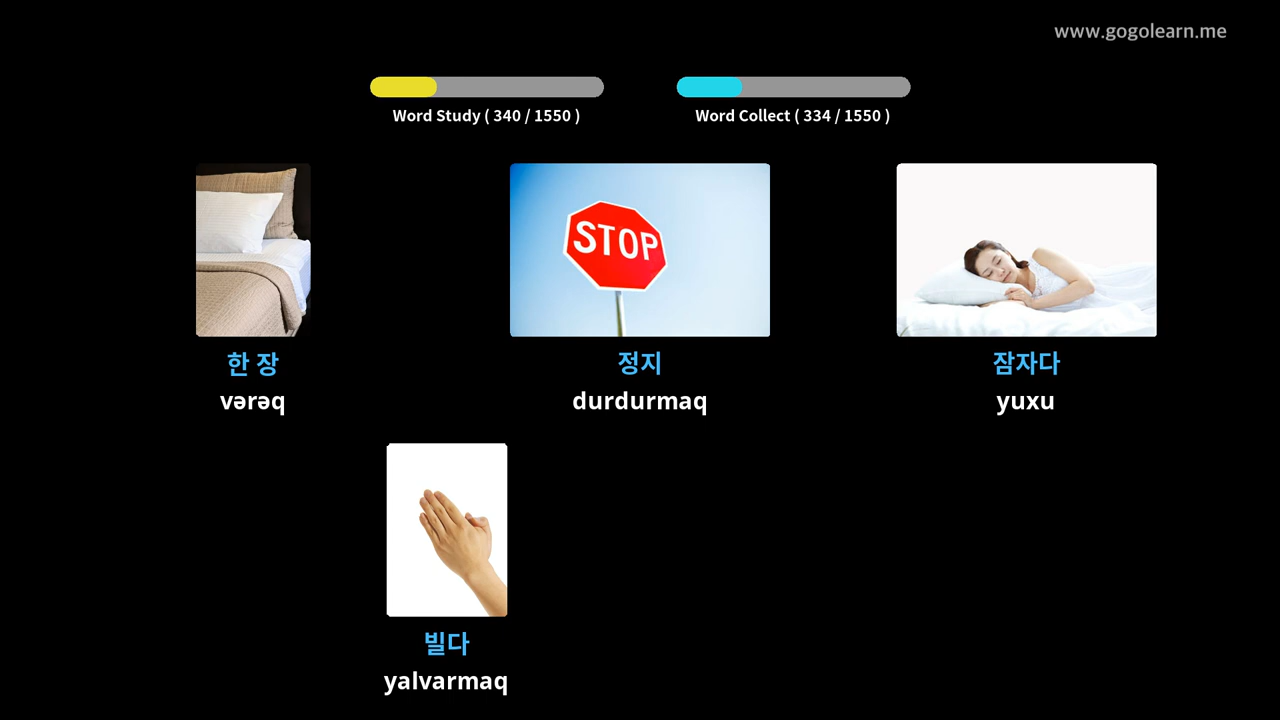 www.gogolearn.me
Word Study ( 340 / 1550 )
Word Collect ( 334 / 1550 )
STOP
한 장
vərəq
정지
durdurmaq
잠자다
yuxu
빌다
yalvarmaq